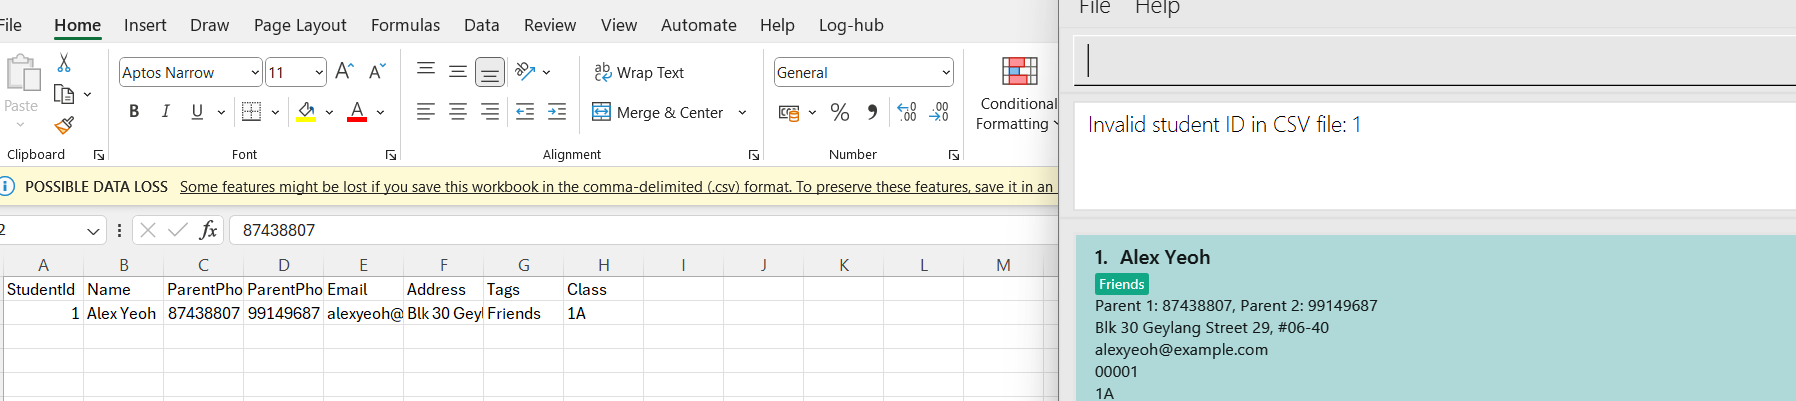 File Home Insert Draw Page Layout Formulas Data Review View Automate Help Log-hub
Paste
Aptos Narrow 11 A A
B I U A
ab Wrap Text
Merge & Center
General
% 9 .00
Conditional
Formatting
Clipboard Font Alignment Number
POSSIBLE DATA LOSS Some features might be lost if you save this workbook in the comma-delimited (.csv) format. To preserve these features, save it in an
2 fx 87438807
A B C D E F G H I J K L M
StudentId Name ParentPho ParentPho Email Address Tags Class
1 Alex Yeoh 87438807 99149687 alexyeoh@ Blk 30 Geyl Friends 1A
File Help
Invalid student ID in CSV file: 1
1. Alex Yeoh
Friends
Parent 1: 87438807, Parent 2: 99149687
Blk 30 Geylang Street 29, #06-40
alexyeoh@example.com
00001
1A